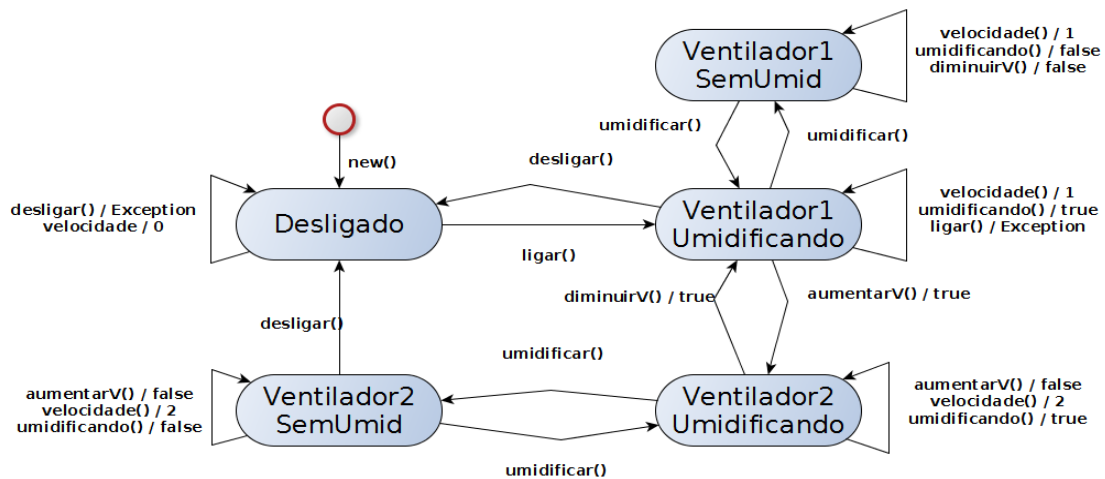 velocidade() / 1
umidificando() / false
diminuirV() / false
Ventilador1
SemUmid
umidificar()
umidificar()
new()
desligar()
desligar() / Exception
velocidade / 0
Desligado
Ventilador1
Umidificando
velocidade() / 1
umidificando() / true
ligar() / Exception
ligar()
diminuirV() / true
aumentarV() / true
desligar()
umidificar()
aumentarV() / false
velocidade() / 2
umidificando() / false
Ventilador2
SemUmid
Ventilador2
Umidificando
aumentarV() / false
velocidade() / 2
umidificando() / true
umidificar()